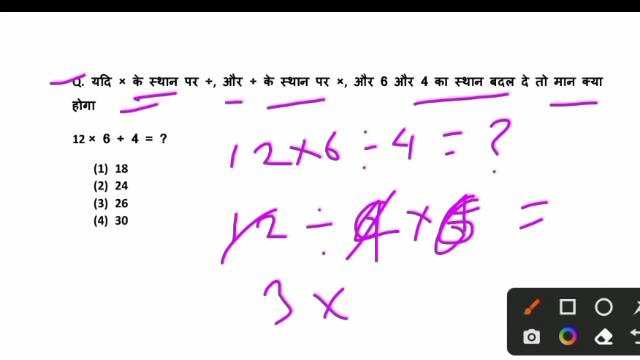 Q. यदि × के स्थान पर ÷, और ÷ के स्थान पर ×, और 6 और 4 का स्थान बदल दे तो मान क्या
होगा
12 × 6 ÷ 4 = ?
(1) 18
(2) 24
(3) 26
(4) 30
12×6÷4=?
12÷4×6=
3×